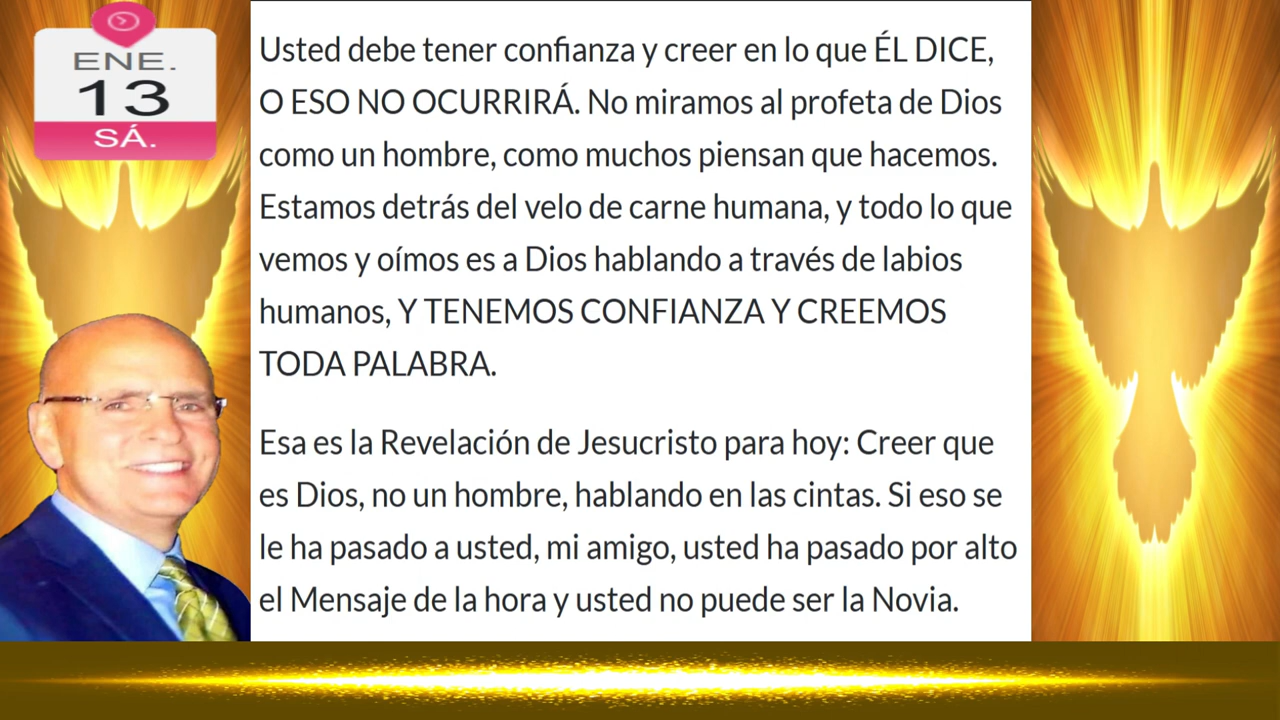 ENE.
13
SÁ.
Usted debe tener confianza y creer en lo que ÉL DICE,
O ESO NO OCURRIRÁ. No miramos al profeta de Dios
como un hombre, como muchos piensan que hacemos.
Estamos detrás del velo de carne humana, y todo lo que
vemos y oímos es a Dios hablando a través de labios
humanos, Y TENEMOS CONFIANZA Y CREEMOS
TODA PALABRA.
Esa es la Revelación de Jesucristo para hoy: Creer que
es Dios, no un hombre, hablando en las cintas. Si eso se
le ha pasado a usted, mi amigo, usted ha pasado por alto
el Mensaje de la hora y usted no puede ser la Novia.